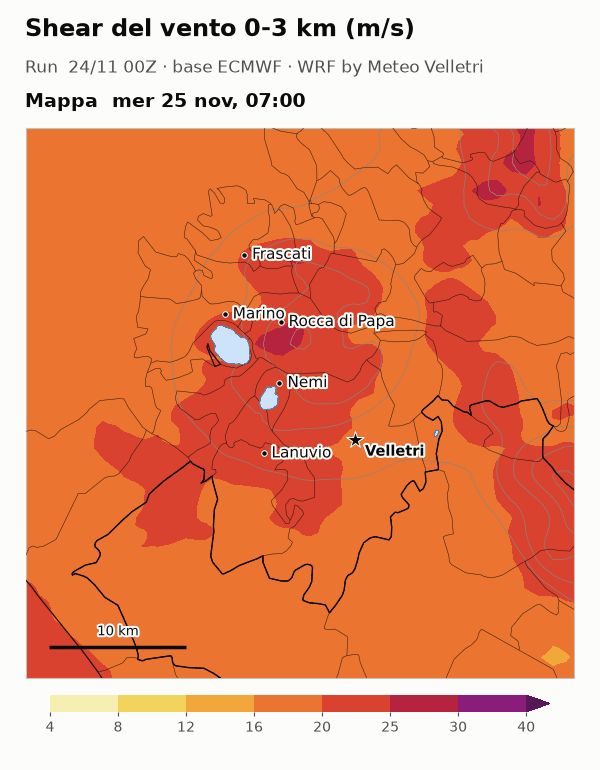 Shear del vento 0-3 km (m/s)
Run  24/11 00Z · base ECMWF · WRF by Meteo Velletri
Mappa  mer 25 nov, 07:00
Frascati
Marino
Rocca di Papa
Nemi
Velletri
Lanuvio
10 km
4 8 12 16 20 25 30 40